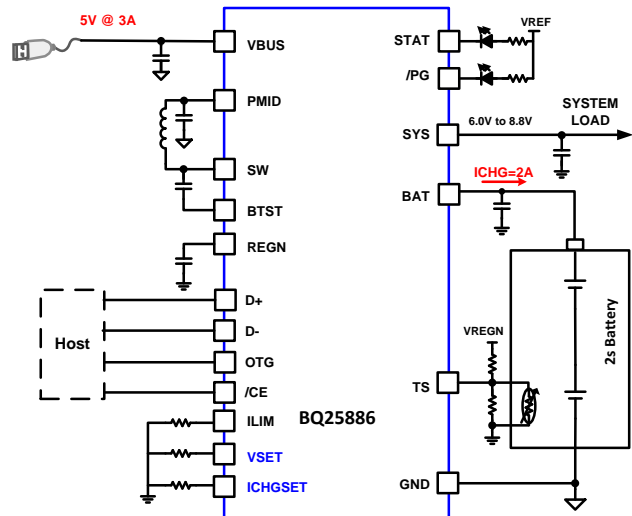 5V @ 3A
VBUS
PMID
SW
BTST
REGN
D+
D-
OTG
/CE
ILIM
VSET
ICHGSET
Host
BQ25886
STAT
/PG
SYS
BAT
TS
GND
VREF
SYSTEM
LOAD
6.0V to 8.8V
ICHG=2A
VREGN
2s Battery